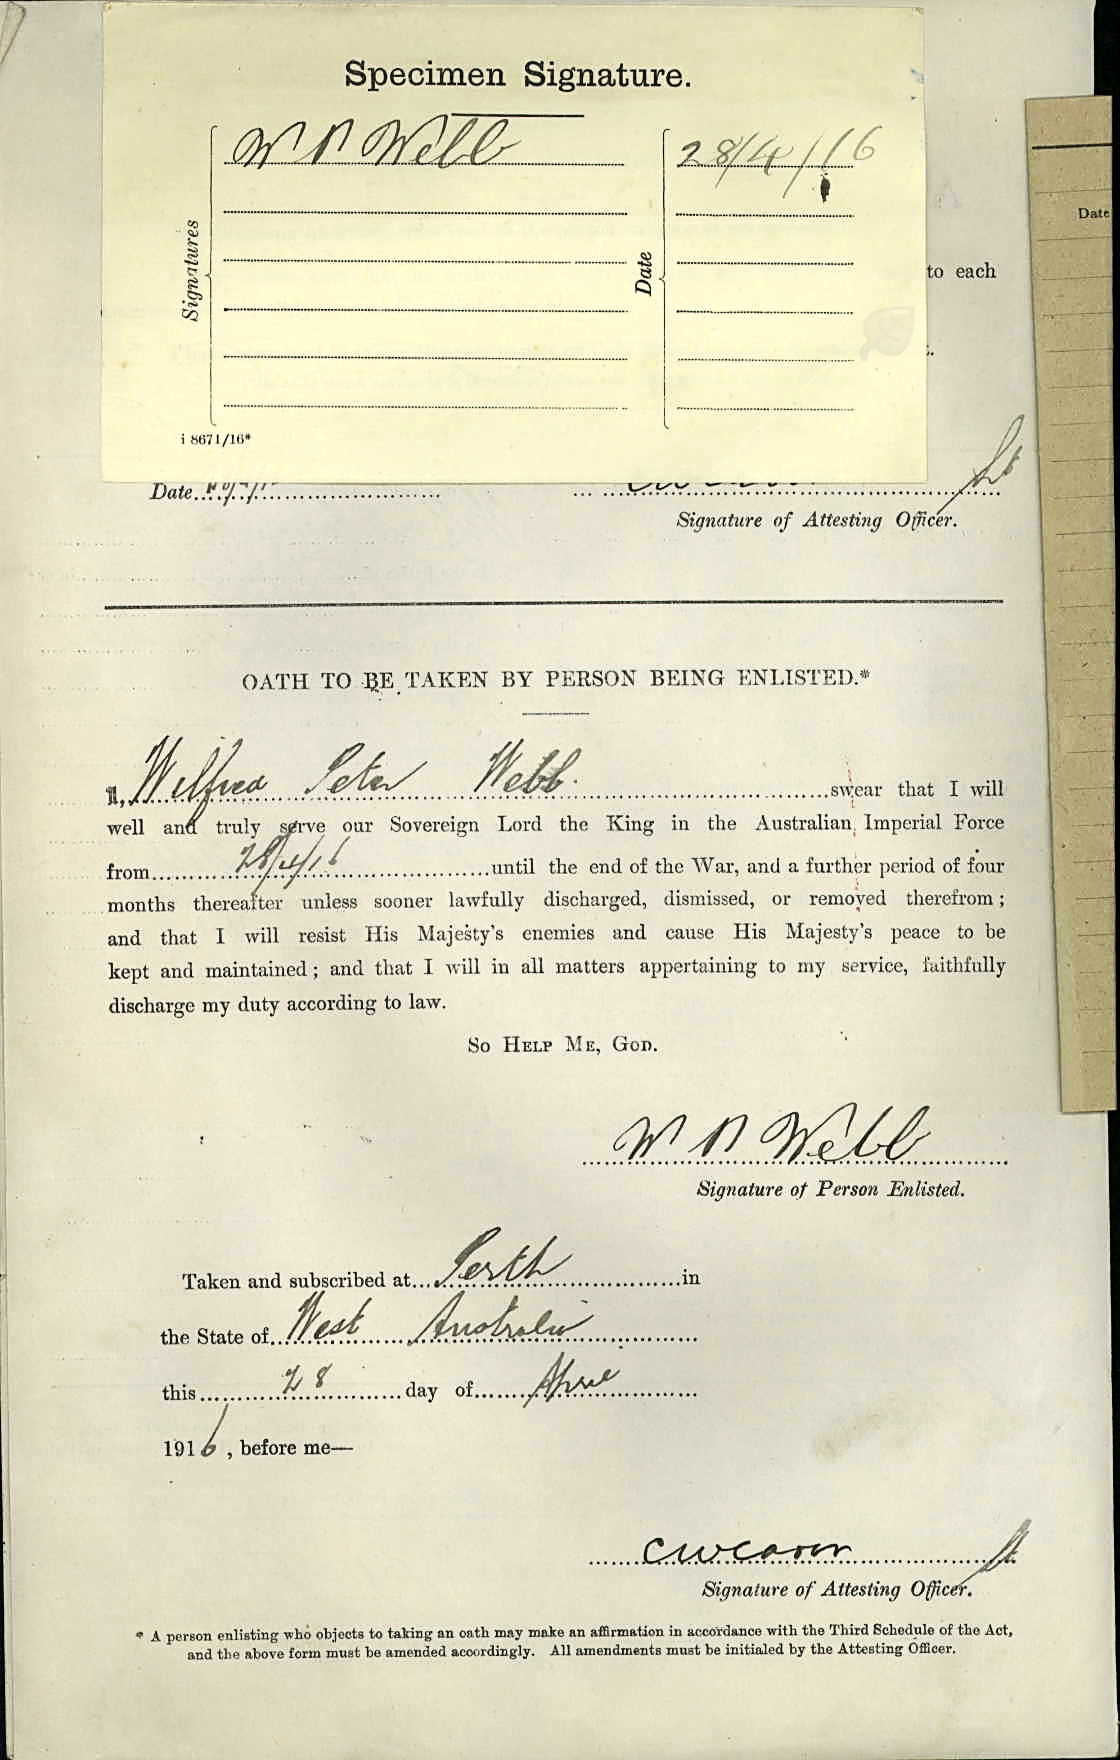 Specimen Signature.
Signatures
W P Webb
Date
28/4/16
i 8671/16*
Date
to each
Date
Lt
Signature of Attesting Officer.
OATH TO BE TAKEN BY PERSON BEING ENLISTED.*
I, Wilfred Peter Webb. swear that I will
well and truly serve our Sovereign Lord the King in the Australian Imperial Force
from 28/4/16 until the end of the War, and a further period of four
months thereafter unless sooner lawfully discharged, dismissed, or removed therefrom;
and that I will resist His Majesty's enemies and cause His Majesty's peace to be
kept and maintained; and that I will in all matters appertaining to my service, faithfully
discharge my duty according to law.
So Help Me, God.
W P Webb
Signature of Person Enlisted.
Taken and subscribed at Perth in
the State of West Australia
this 28 day of April
1916, before me—
Lt
Signature of Attesting Officer.
* A person enlisting who objects to taking an oath may make an affirmation in accordance with the Third Schedule of the Act,
and the above form must be amended accordingly. All amendments must be initialed by the Attesting Officer.